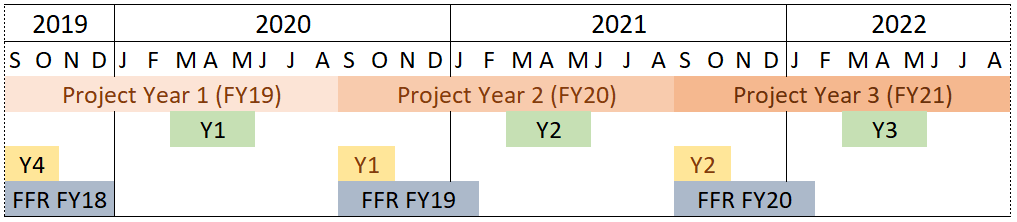 2019 2020 2021 2022
S O N D J F M A M J J A S O N D J F M A M J J A S O N D J F M A M J J A
Project Year 1 (FY19) Project Year 2 (FY20) Project Year 3 (FY21)
Y1 Y2 Y3
Y4 Y1 Y2
FFR FY18 FFR FY19 FFR FY20